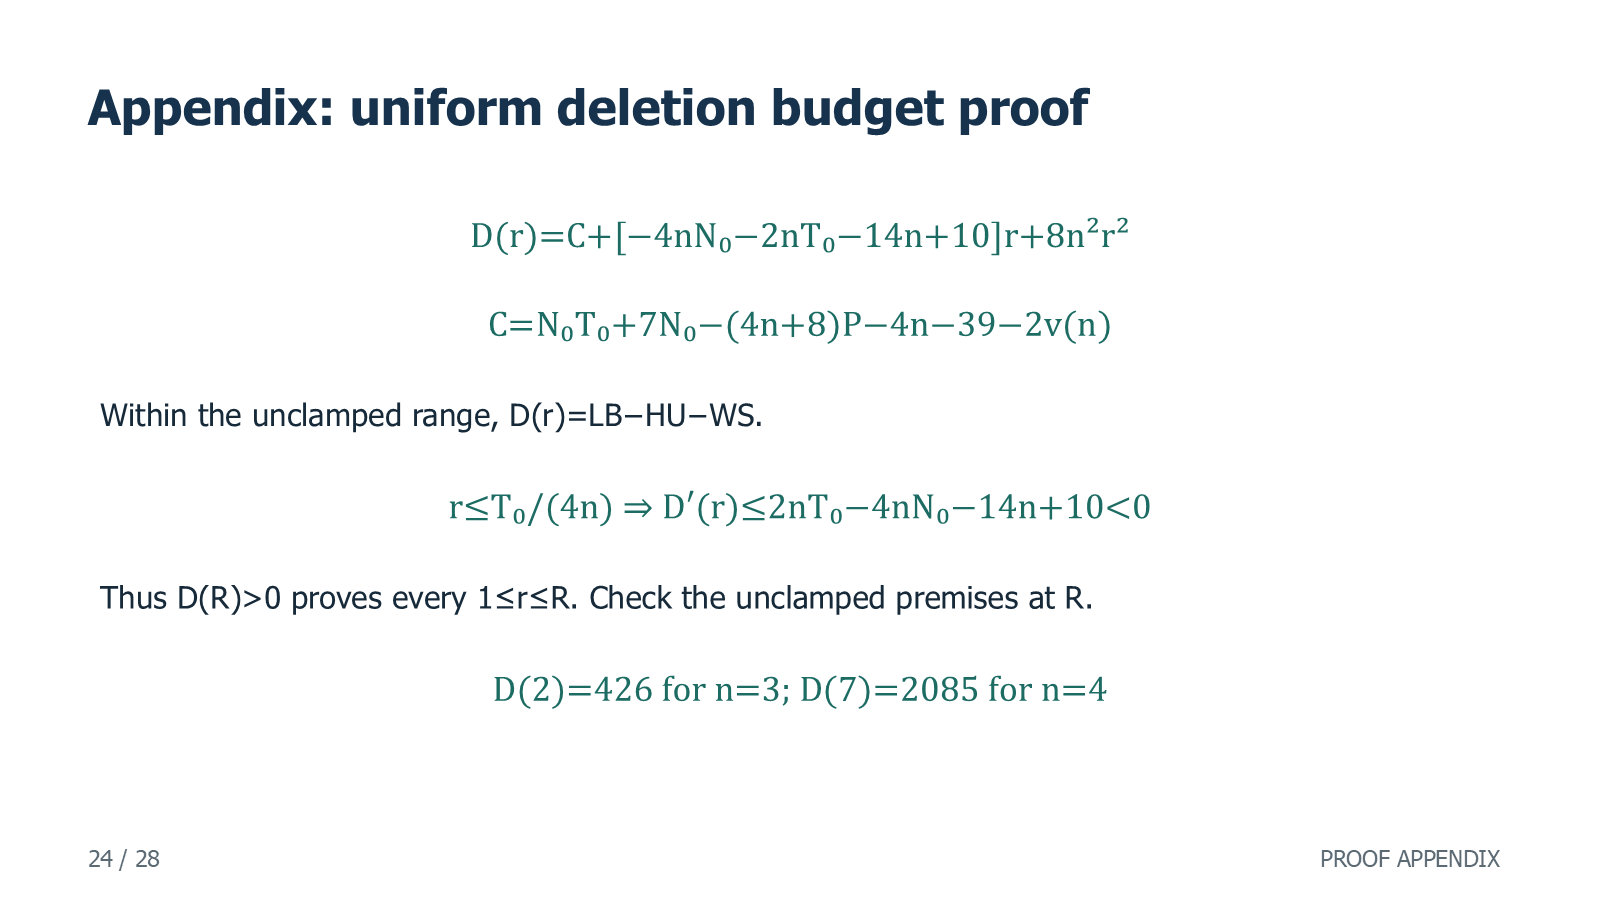 Appendix: uniform deletion budget proof
D(r)=C+[−4nN₀−2nT₀−14n+10]r+8n²r²
C=N₀T₀+7N₀−(4n+8)P−4n−39−2v(n)
Within the unclamped range, D(r)=LB−HU−WS.
r≤T₀/(4n) ⇒ D′(r)≤2nT₀−4nN₀−14n+10<0
Thus D(R)>0 proves every 1≤r≤R. Check the unclamped premises at R.
D(2)=426 for n=3; D(7)=2085 for n=4
24 / 28
PROOF APPENDIX